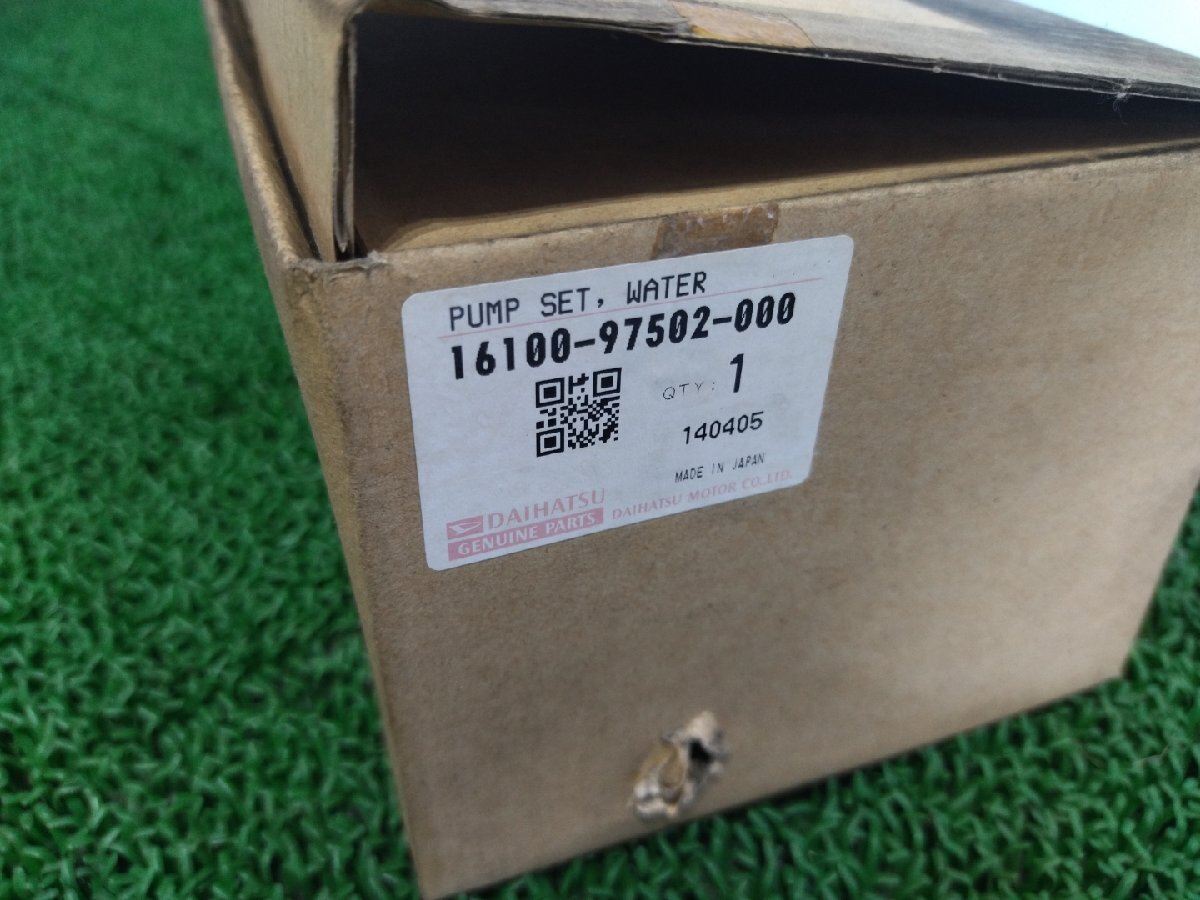 PUMP SET, WATER
16100-97502-000
QTY: 1
140405
MADE IN JAPAN
DAIHATSU
GENUINE PARTS DAIHATSU MOTOR CO.,LTD.